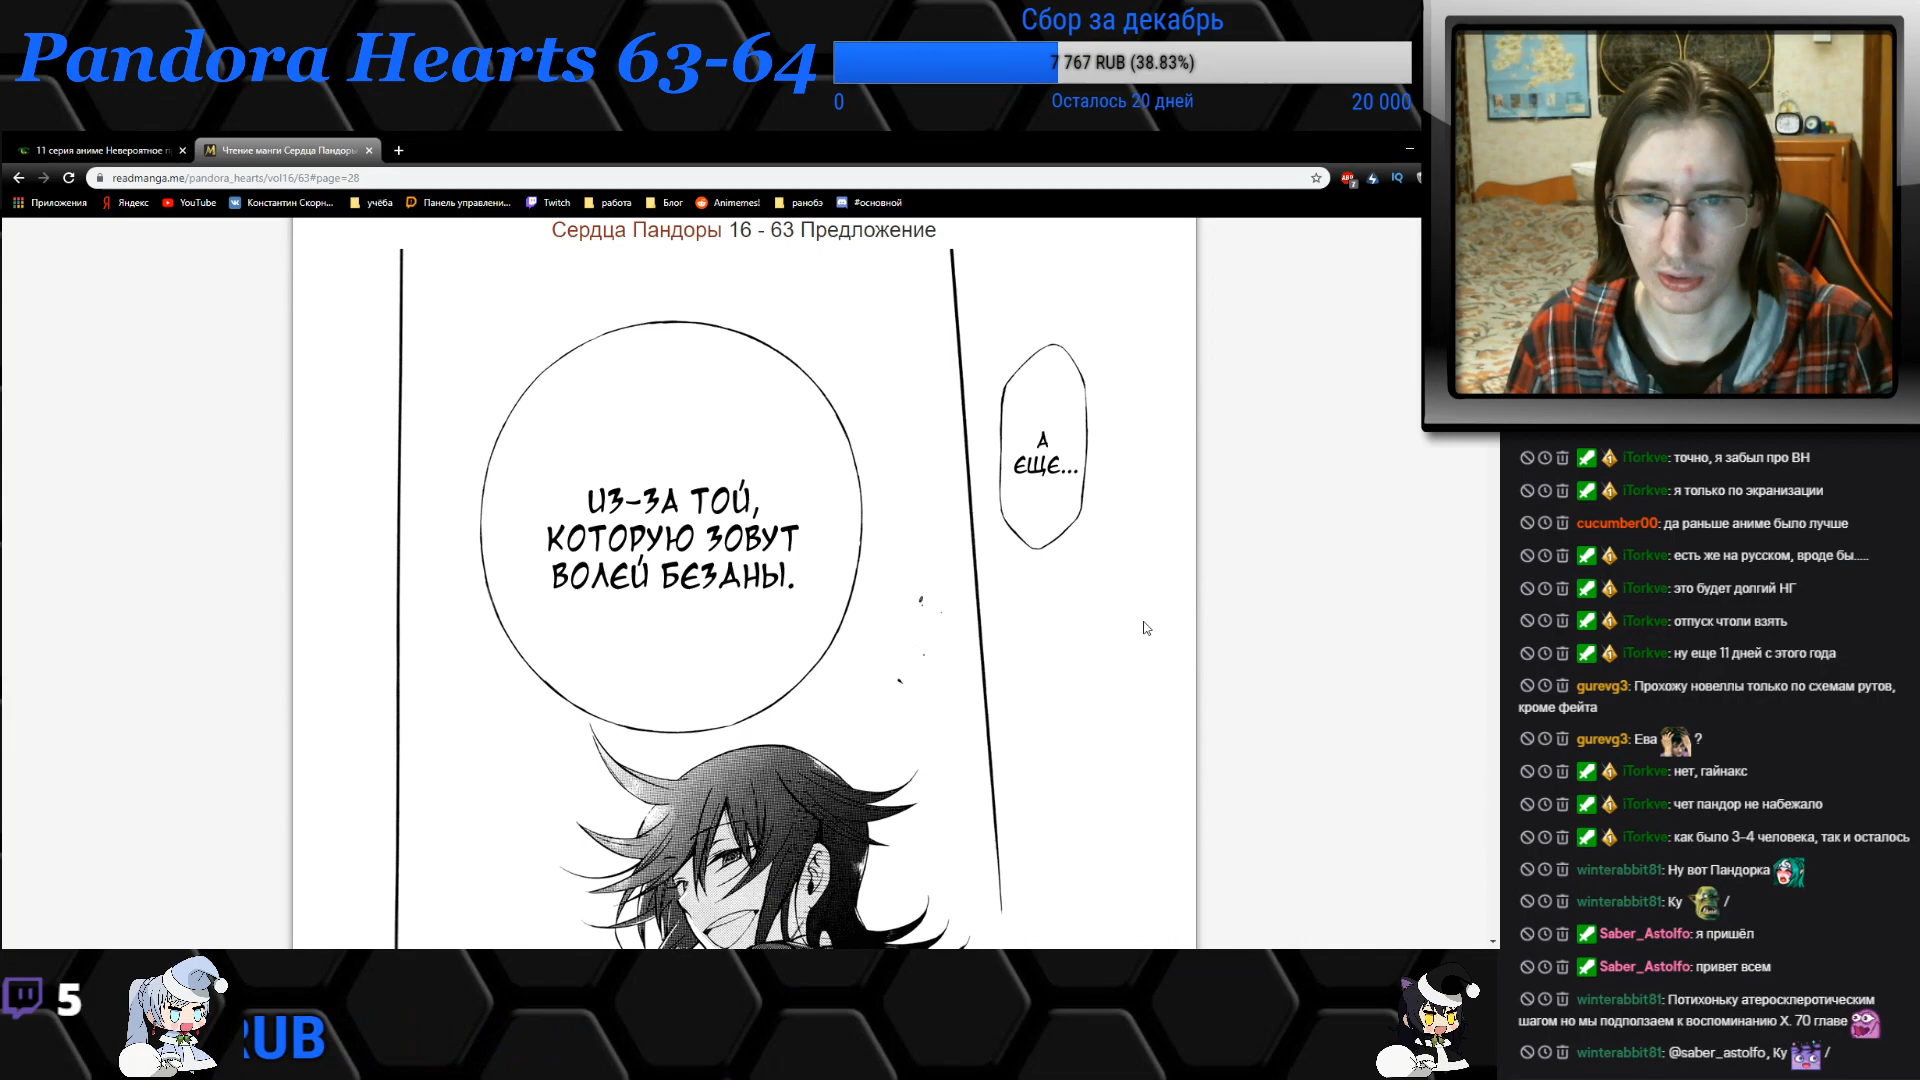 Pandora Hearts 63-64
Сбор за декабрь
7 767 RUB (38.83%)
0
Осталось 20 дней
20 000
11 серия аниме Невероятное п
Чтение манги Сердца Пандоры
readmanga.me/pandora_hearts/vol16/63#page=28
ABP
7
IQ
Приложения
Яндекс
YouTube
Константин Скорн...
учёба
Панель управлени...
Twitch
работа
Блог
Animemes!
ранобэ
#основной
Сердца Пандоры 16 - 63 Предложение
А
ЕЩЕ...
ИЗ-ЗА ТОЙ,
КОТОРУЮ ЗОВУТ
ВОЛЕЙ БЕЗДНЫ.
iTorkve: точно, я забыл про ВН
iTorkve: я только по экранизации
cucumber00: да раньше аниме было лучше
iTorkve: есть же на русском, вроде бы.....
iTorkve: это будет долгий НГ
iTorkve: отпуск чтоли взять
iTorkve: ну еще 11 дней с этого года
gurevg3: Прохожу новеллы только по схемам рутов,
кроме фейта
gurevg3: Ева ?
iTorkve: нет, гайнакс
iTorkve: чет пандор не набежало
iTorkve: как было 3-4 человека, так и осталось
winterabbit81: Ну вот Пандорка
winterabbit81: Ку /
Saber_Astolfo: я пришёл
Saber_Astolfo: привет всем
winterabbit81: Потихоньку атеросклеротическим
шагом но мы подползаем к воспоминанию Х. 70 главе
winterabbit81: @saber_astolfo, Ку /
5
RUB